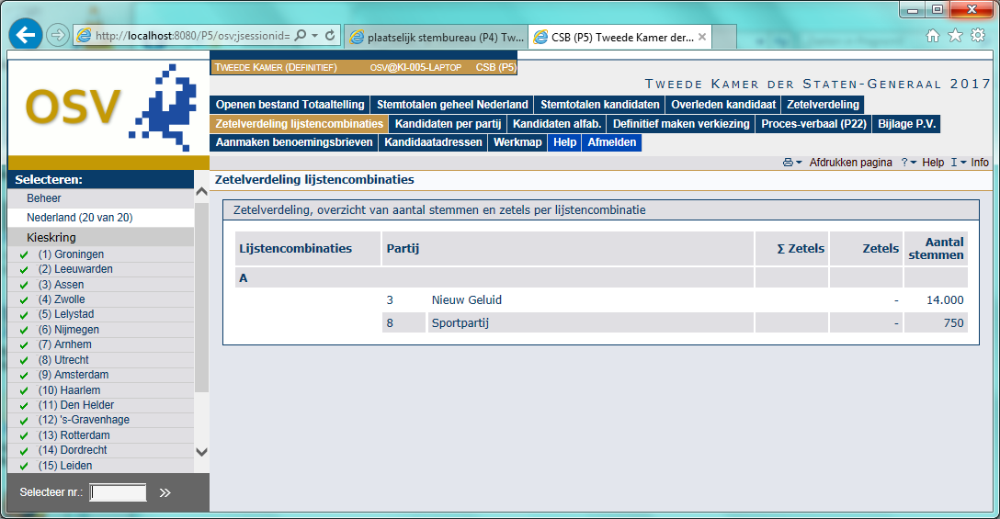 http://localhost:8080/P5/osv;jsessionid=
plaatselijk stembureau (P4) Tw...
CSB (P5) Tweede Kamer der...
OSV
Tweede Kamer (Definitief) osv@KI-005-Laptop CSB (P5)
Tweede Kamer der Staten-Generaal 2017
Openen bestand Totaaltelling Stemtotalen geheel Nederland Stemtotalen kandidaten Overleden kandidaat Zetelverdeling
Zetelverdeling lijstencombinaties Kandidaten per partij Kandidaten alfab. Definitief maken verkiezing Proces-verbaal (P22) Bijlage P.V.
Aanmaken benoemingsbrieven Kandidaatadressen Werkmap Help Afmelden
Afdrukken pagina ? Help I Info
Selecteren:
Beheer
Nederland (20 van 20)
Kieskring
(1) Groningen
(2) Leeuwarden
(3) Assen
(4) Zwolle
(5) Lelystad
(6) Nijmegen
(7) Arnhem
(8) Utrecht
(9) Amsterdam
(10) Haarlem
(11) Den Helder
(12) 's-Gravenhage
(13) Rotterdam
(14) Dordrecht
(15) Leiden
Selecteer nr.:
Zetelverdeling lijstencombinaties
Zetelverdeling, overzicht van aantal stemmen en zetels per lijstencombinatie
Lijstencombinaties Partij Σ Zetels Zetels Aantal
stemmen
A
3 Nieuw Geluid - 14.000
8 Sportpartij - 750